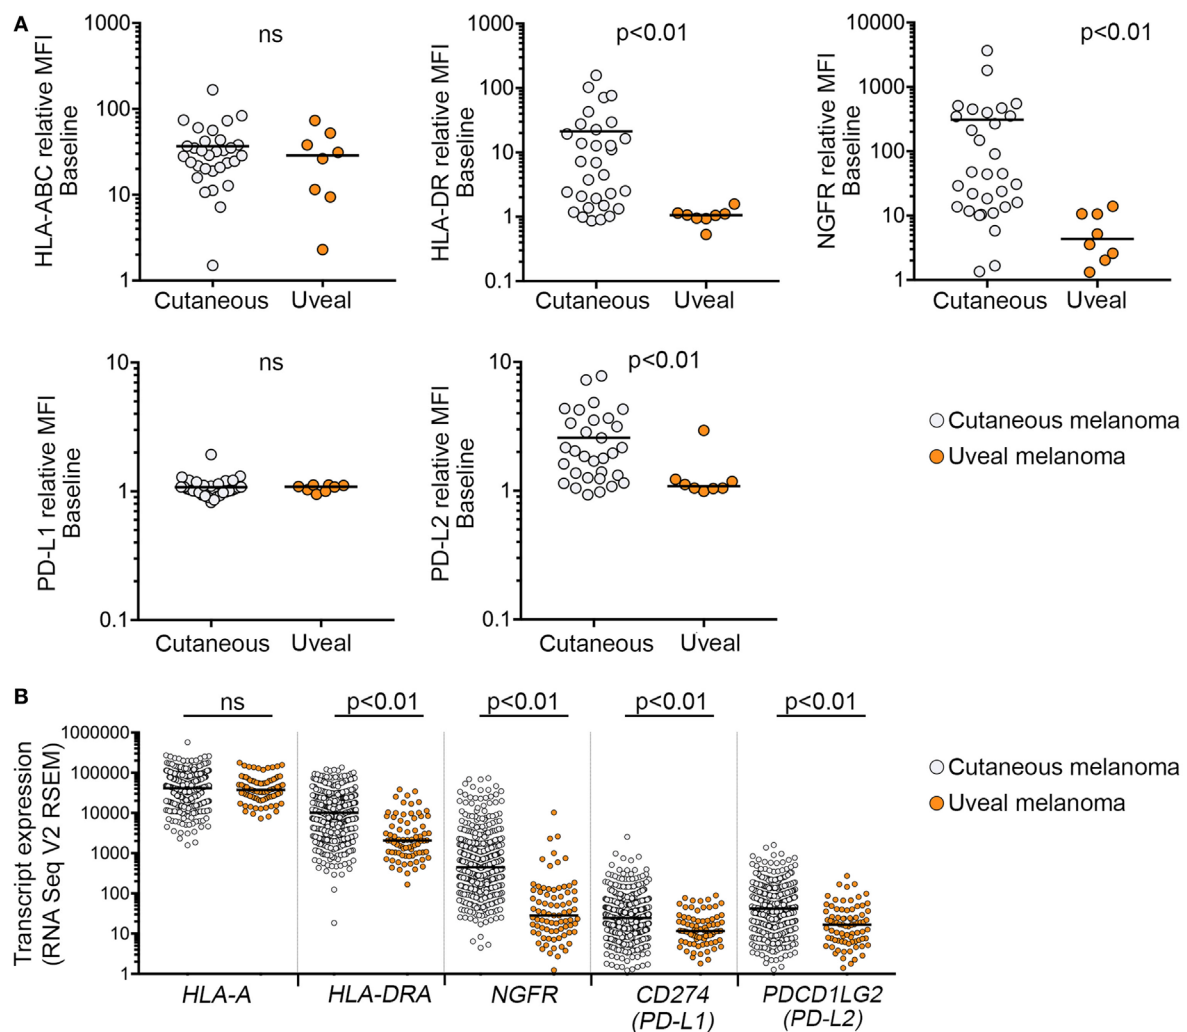 A
HLA-ABC relative MFI
Baseline
1000
100
10
1
ns
Cutaneous
Uveal
HLA-DR relative MFI
Baseline
1000
100
10
1
0.1
p<0.01
Cutaneous
Uveal
NGFR relative MFI
Baseline
10000
1000
100
10
1
p<0.01
Cutaneous
Uveal
PD-L1 relative MFI
Baseline
10
1
0.1
ns
Cutaneous
Uveal
PD-L2 relative MFI
Baseline
10
1
0.1
p<0.01
Cutaneous
Uveal
Cutaneous melanoma
Uveal melanoma
B
Transcript expression
(RNA Seq V2 RSEM)
1000000
100000
10000
1000
100
10
1
ns
p<0.01
p<0.01
p<0.01
p<0.01
HLA-A
HLA-DRA
NGFR
CD274
(PD-L1)
PDCD1LG2
(PD-L2)
Cutaneous melanoma
Uveal melanoma